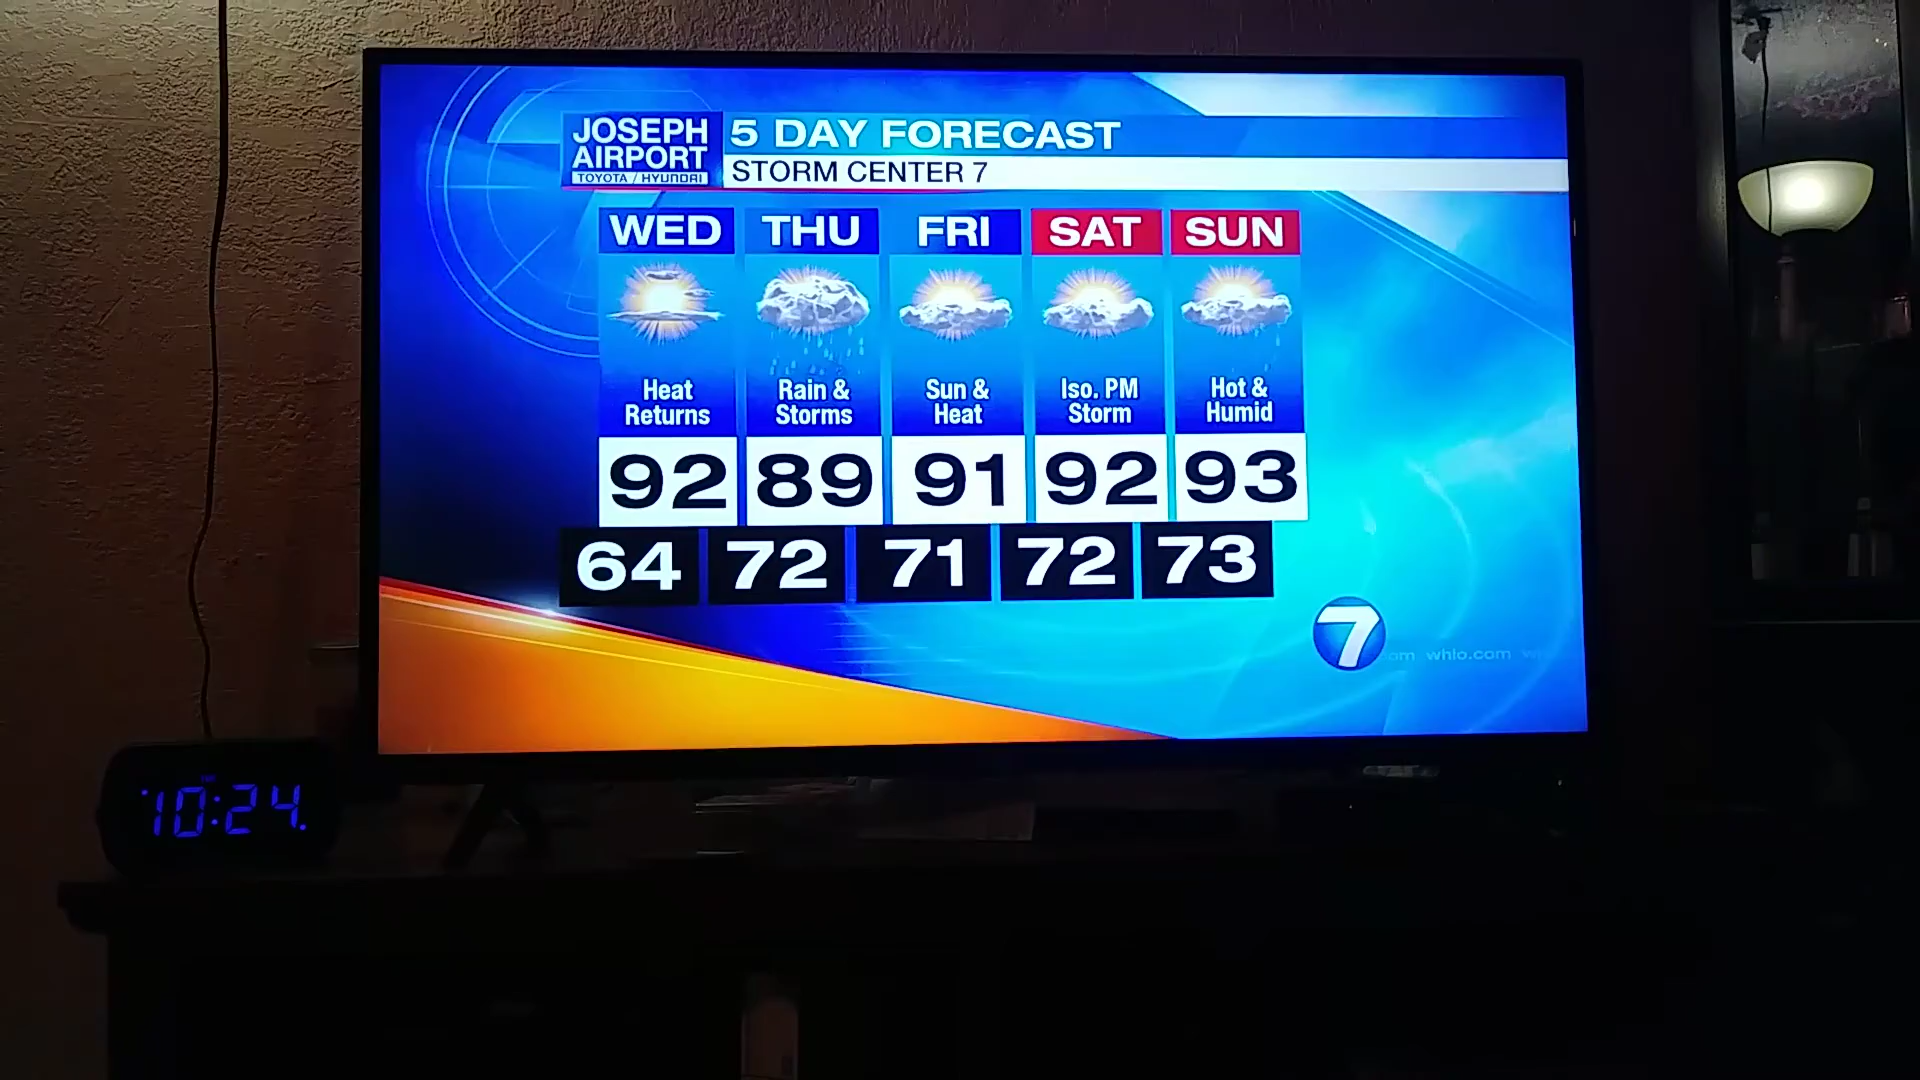 JOSEPH
AIRPORT
TOYOTA / HYUNDAI
5 DAY FORECAST
STORM CENTER 7
WED THU FRI SAT SUN
Heat Rain & Sun & Iso. PM Hot &
Returns Storms Heat Storm Humid
92 89 91 92 93
64 72 71 72 73
7
whio.com
10:24